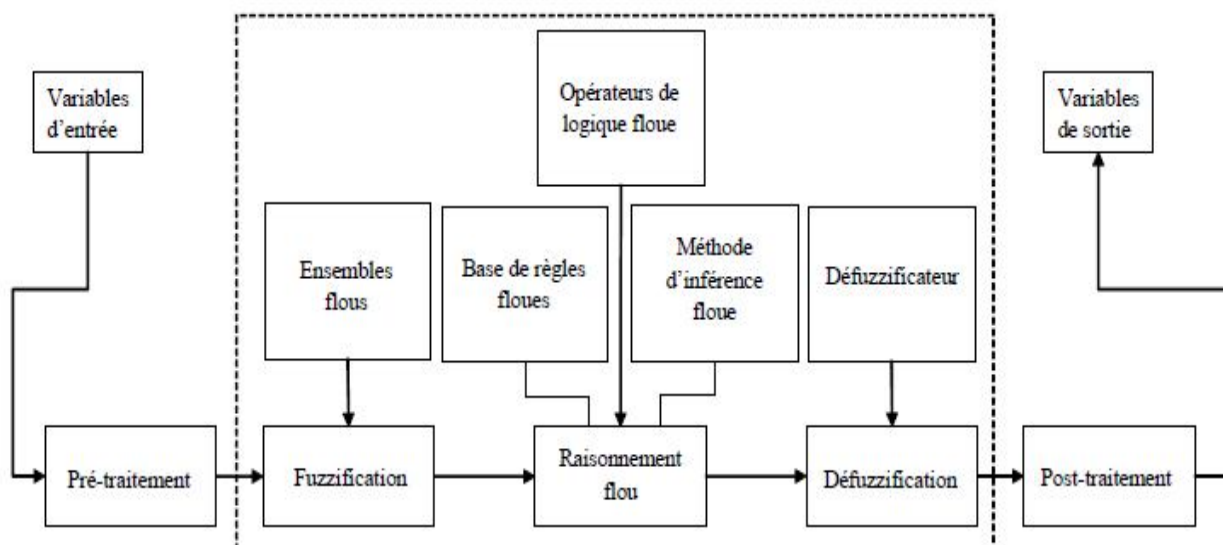 Variables
d'entrée
Opérateurs de
logique floue
Variables
de sortie
Ensembles
flous
Base de règles
floues
Méthode
d'inférence
floue
Défuzzificateur
Pré-traitement
Fuzzification
Raisonnement
flou
Défuzzification
Post-traitement